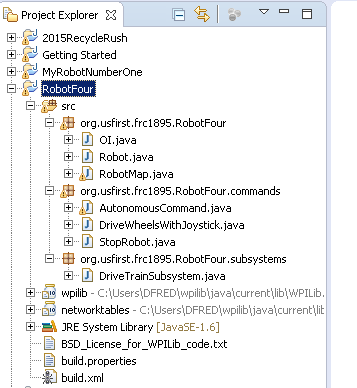 Project Explorer
2015RecycleRush
Getting Started
MyRobotNumberOne
RobotFour
src
org.usfirst.frc1895.RobotFour
OI.java
Robot.java
RobotMap.java
org.usfirst.frc1895.RobotFour.commands
AutonomousCommand.java
DriveWheelsWithJoystick.java
StopRobot.java
org.usfirst.frc1895.RobotFour.subsystems
DriveTrainSubsystem.java
wpilib - C:\Users\DFRED\wpilib\java\current\lib\WPILib.
networktables - C:\Users\DFRED\wpilib\java\current\lib
JRE System Library [JavaSE-1.6]
BSD_License_for_WPILib_code.txt
build.properties
build.xml